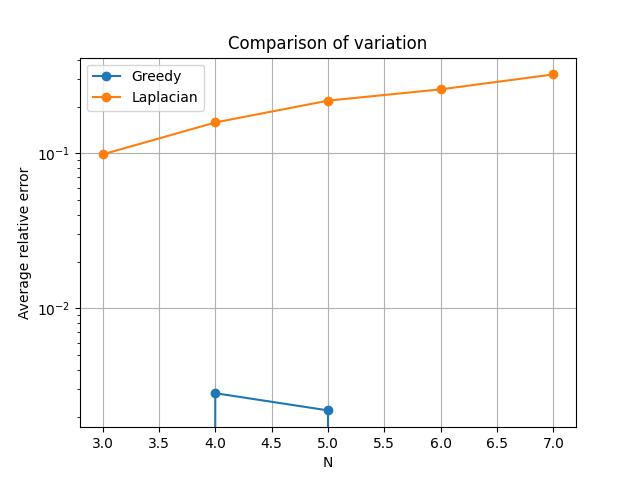 Comparison of variation
Greedy
Laplacian
Average relative error
10⁻¹
10⁻²
3.0 3.5 4.0 4.5 5.0 5.5 6.0 6.5 7.0
N